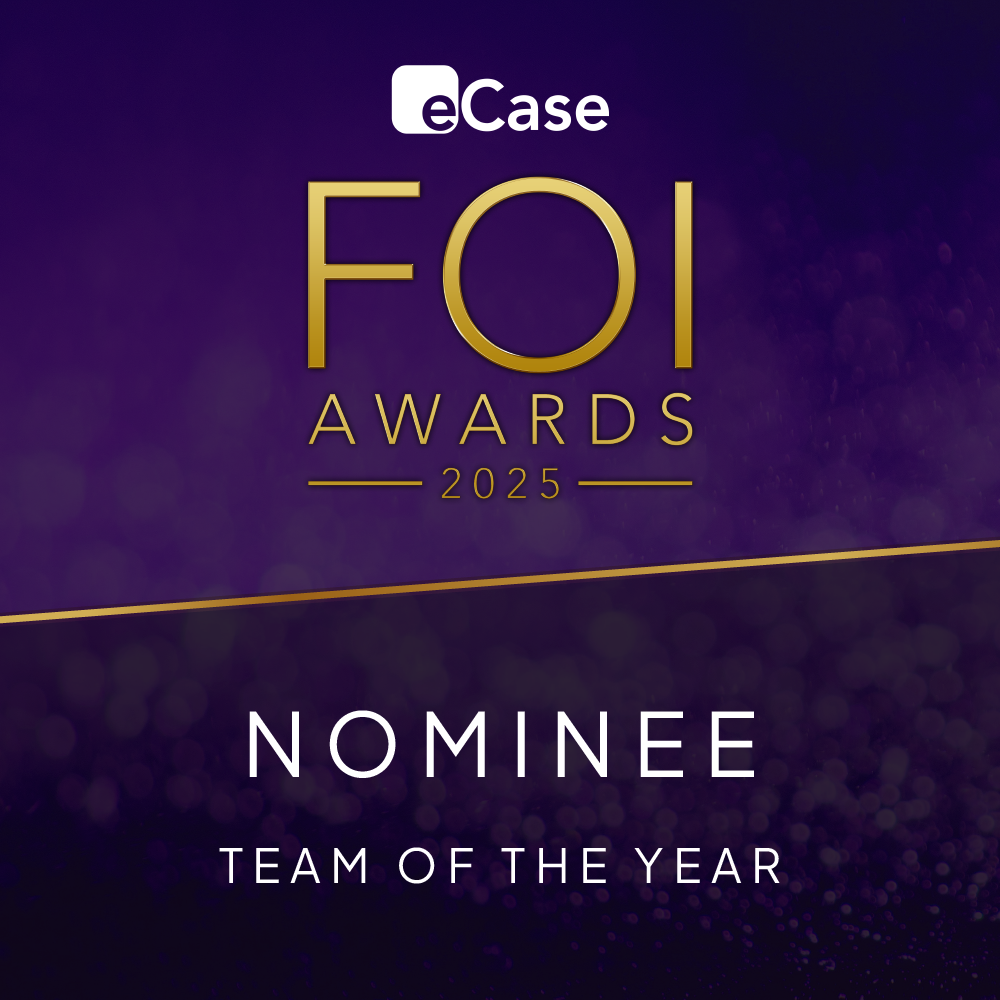 eCase
FOI
AWARDS
2025
NOMINEE
TEAM OF THE YEAR